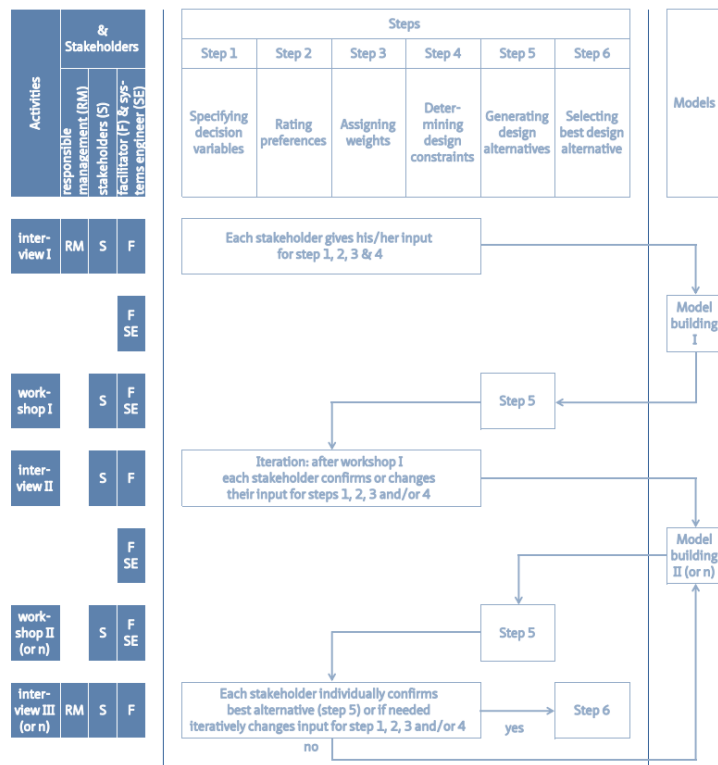 Activities
&
Stakeholders
responsible
management (RM)
stakeholders (S)
facilitator (F) & sys-
tems engineer (SE)
Steps
Step 1
Step 2
Step 3
Step 4
Step 5
Step 6
Specifying
decision
variables
Rating
preferences
Assigning
weights
Deter-
mining
design
constraints
Generating
design
alternatives
Selecting
best design
alternative
Models
inter-
view I
RM
S
F
Each stakeholder gives his/her input
for step 1, 2, 3 & 4
F
SE
Model
building
I
work-
shop I
S
F
SE
Step 5
inter-
view II
S
F
Iteration: after workshop I
each stakeholder confirms or changes
their input for steps 1, 2, 3 and/or 4
F
SE
Model
building
II (or n)
work-
shop II
(or n)
S
F
SE
Step 5
inter-
view III
(or n)
RM
S
F
Each stakeholder individually confirms
best alternative (step 5) or if needed
iteratively changes input for step 1, 2, 3 and/or 4
yes
Step 6
no